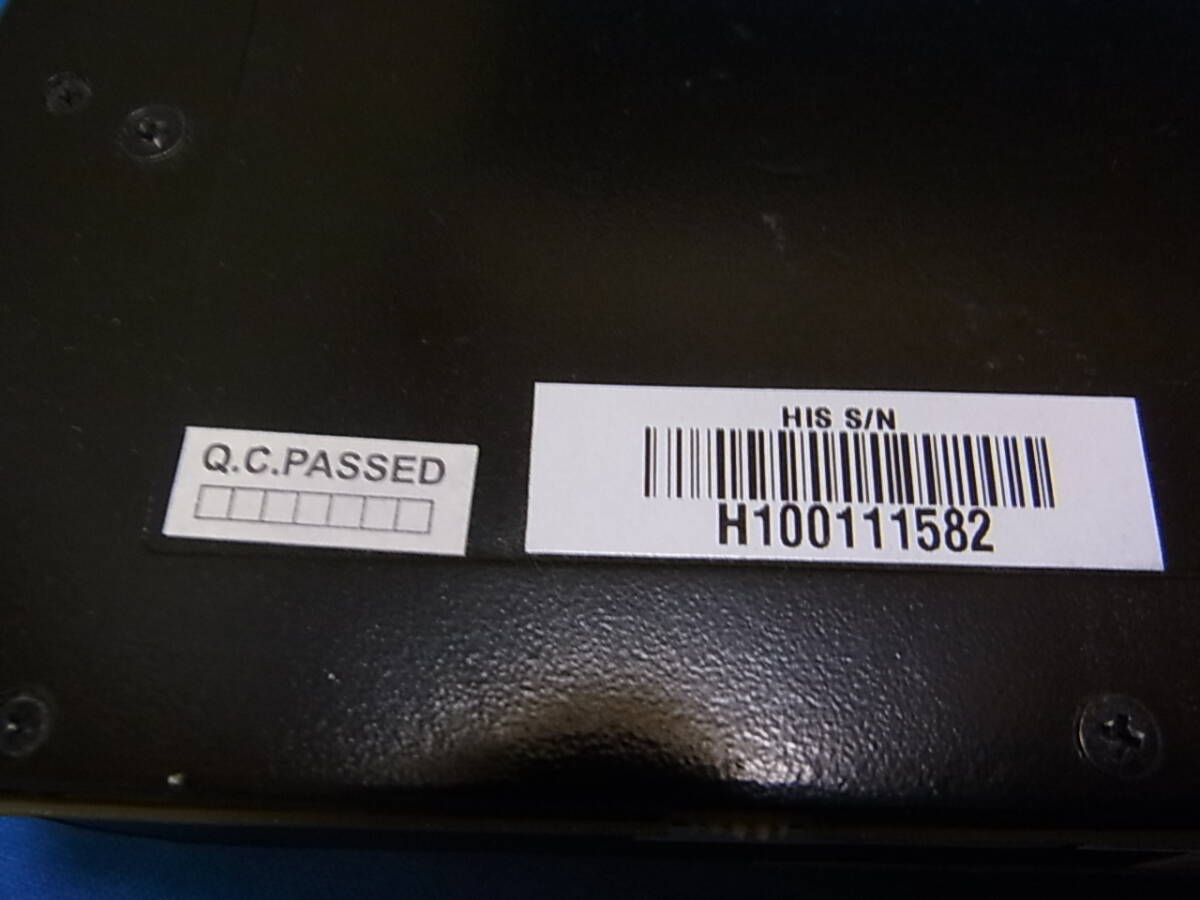 Q.C.PASSED
HIS S/N
H100111582